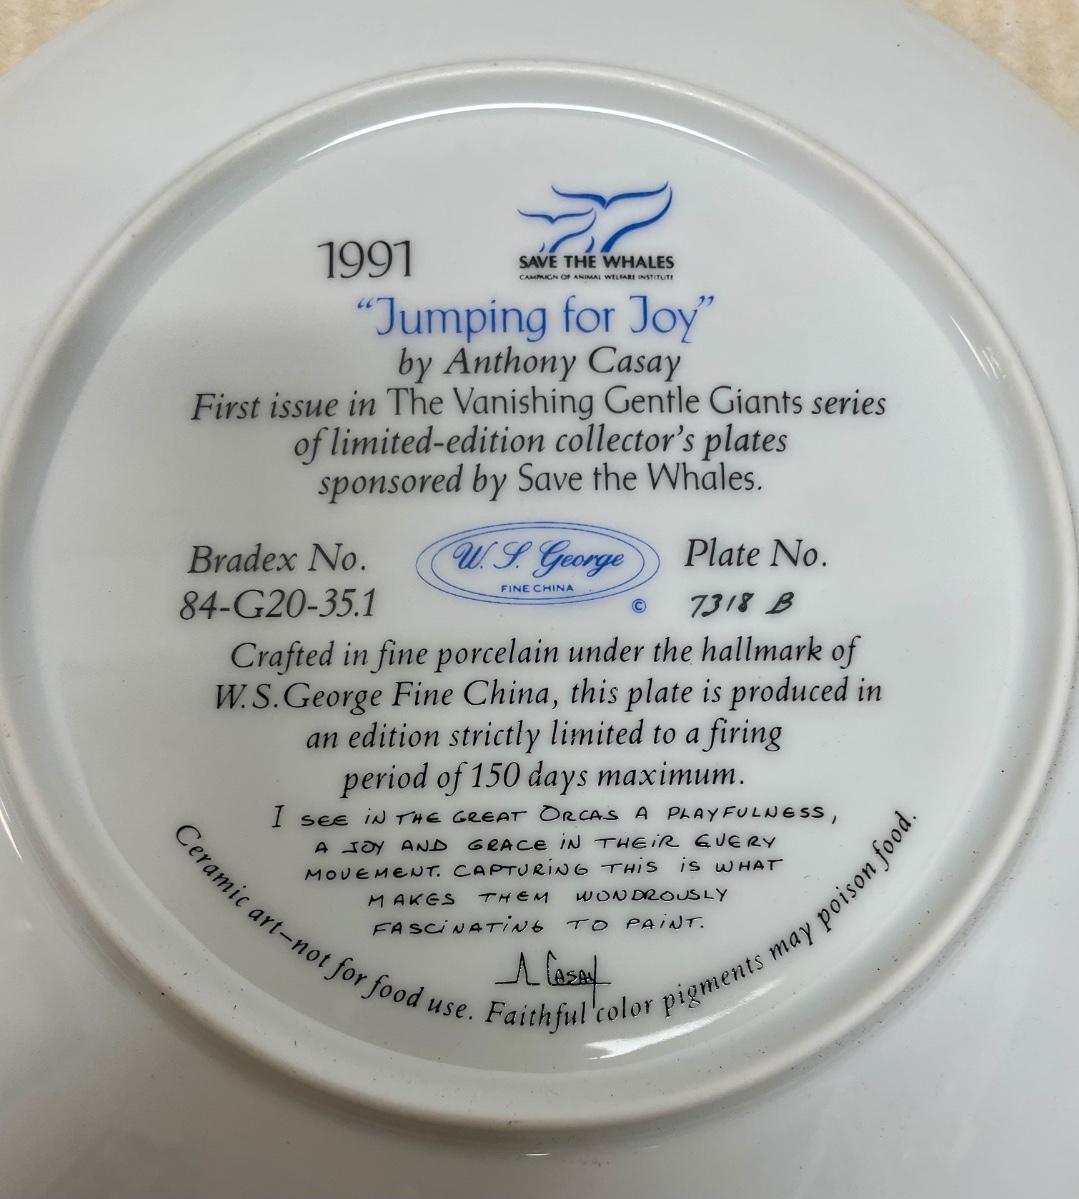 1991
SAVE THE WHALES
CAMPAIGN OF ANIMAL WELFARE INSTITUTE
“Jumping for Joy”
by Anthony Casay
First issue in The Vanishing Gentle Giants series
of limited-edition collector’s plates
sponsored by Save the Whales.
Bradex No.
84-G20-35.1
W. S. George
FINE CHINA
©
Plate No.
7318 B
Crafted in fine porcelain under the hallmark of
W.S. George Fine China, this plate is produced in
an edition strictly limited to a firing
period of 150 days maximum.
I SEE IN THE GREAT ORCAS A PLAYFULNESS,
A JOY AND GRACE IN THEIR EVERY
MOVEMENT. CAPTURING THIS IS WHAT
MAKES THEM WONDROUSLY
FASCINATING TO PAINT.
A Casay
Ceramic art–not for food use. Faithful color pigments may poison food.